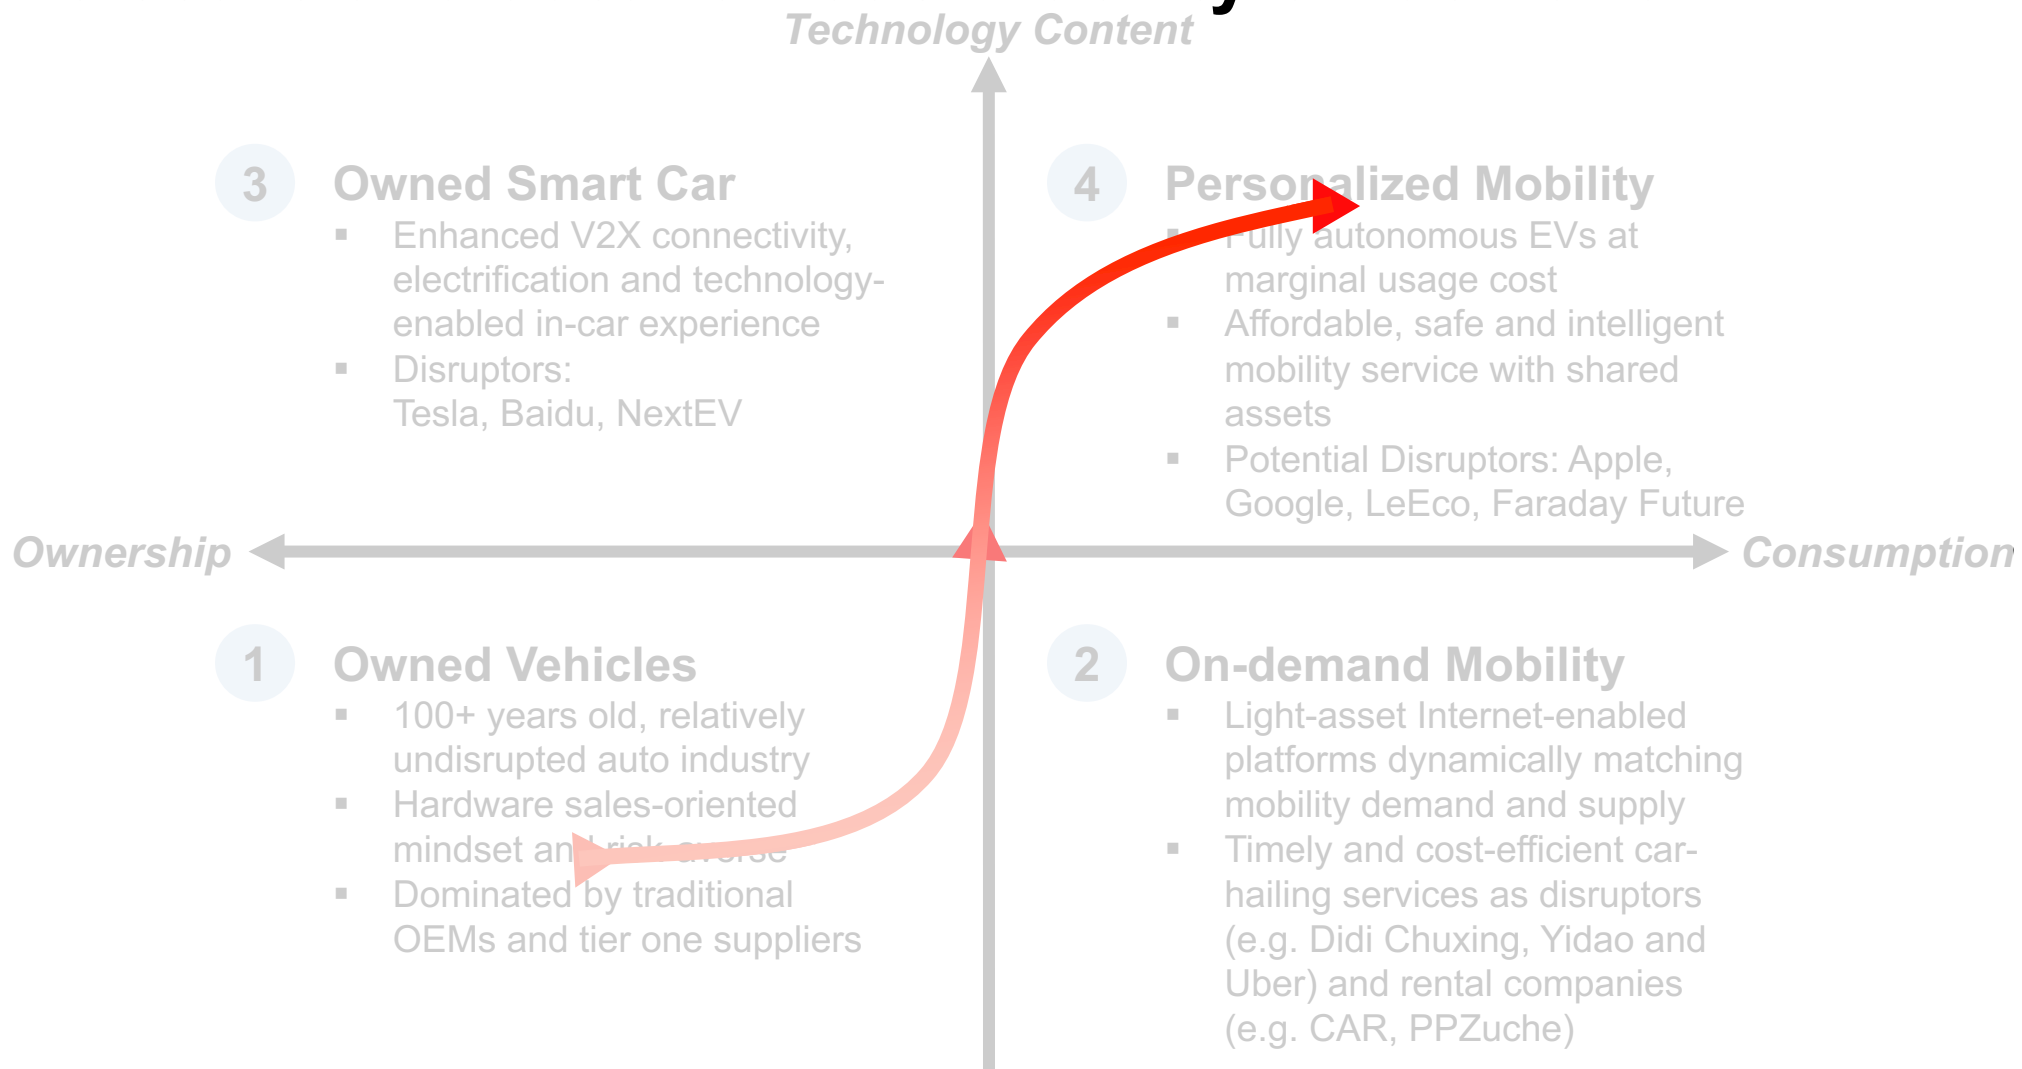 Technology Content
3 Owned Smart Car
▪ Enhanced V2X connectivity,
electrification and technology-
enabled in-car experience
▪ Disruptors:
Tesla, Baidu, NextEV
4 Personalized Mobility
▪ Fully autonomous EVs at
marginal usage cost
▪ Affordable, safe and intelligent
mobility service with shared
assets
▪ Potential Disruptors: Apple,
Google, LeEco, Faraday Future
Ownership
Consumption
1 Owned Vehicles
▪ 100+ years old, relatively
undisrupted auto industry
▪ Hardware sales-oriented
mindset and risk averse
▪ Dominated by traditional
OEMs and tier one suppliers
2 On-demand Mobility
▪ Light-asset Internet-enabled
platforms dynamically matching
mobility demand and supply
▪ Timely and cost-efficient car-
hailing services as disruptors
(e.g. Didi Chuxing, Yidao and
Uber) and rental companies
(e.g. CAR, PPZuche)